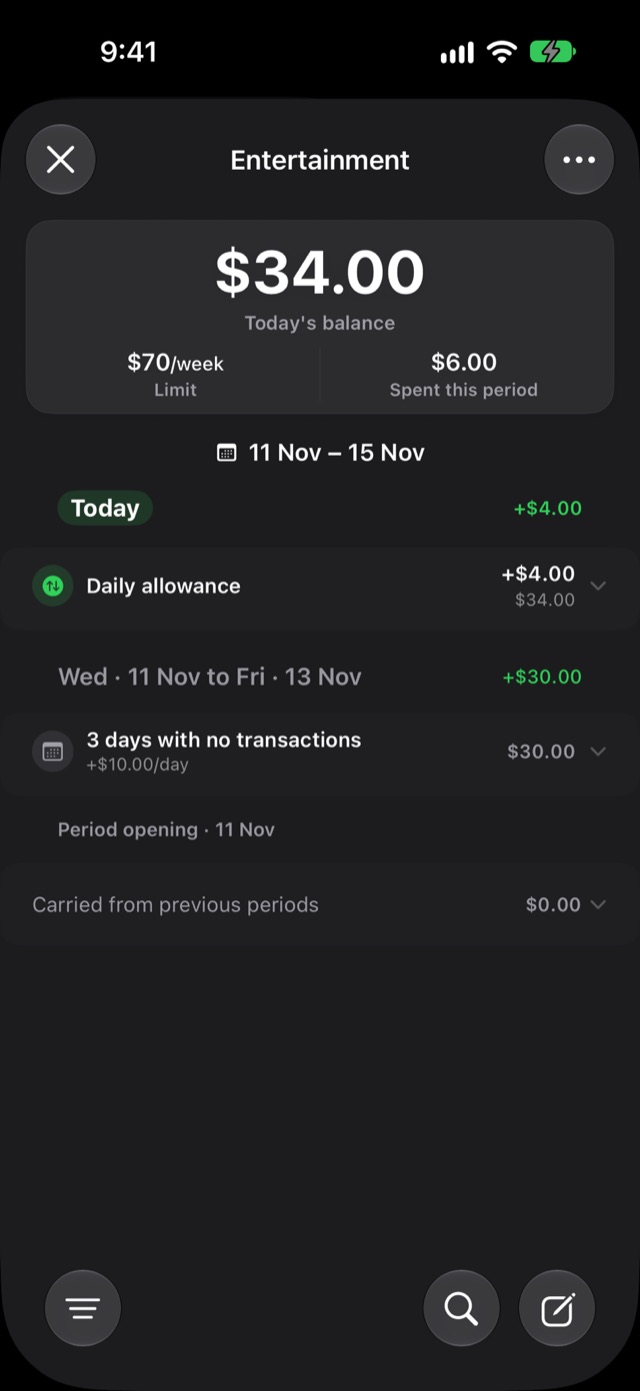 9:41
Entertainment
$34.00
Today's balance
$70/week
Limit
$6.00
Spent this period
11 Nov – 15 Nov
Today
+$4.00
Daily allowance
+$4.00
$34.00
Wed · 11 Nov to Fri · 13 Nov
+$30.00
3 days with no transactions
+$10.00/day
$30.00
Period opening · 11 Nov
Carried from previous periods
$0.00